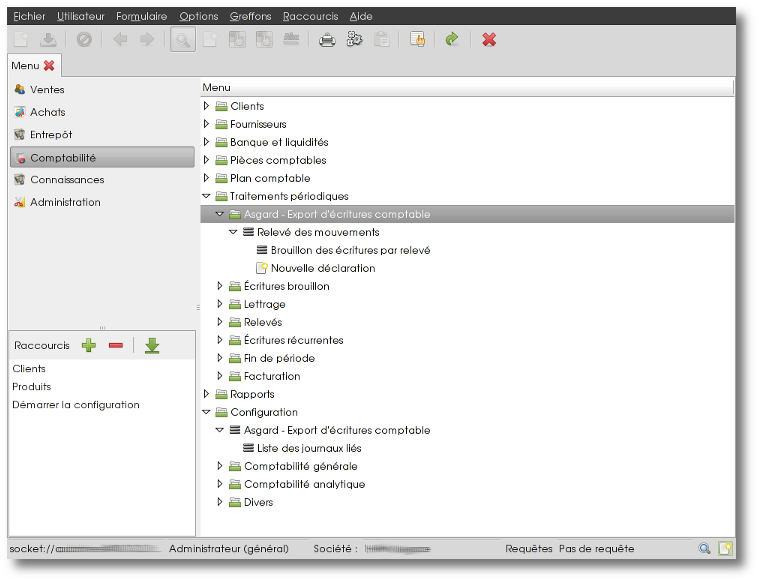 Fichier Utilisateur Formulaire Options Greffons Raccourcis Aide
Menu
Ventes
Achats
Entrepôt
Comptabilité
Connaissances
Administration
Menu
Clients
Fournisseurs
Banque et liquidités
Pièces comptables
Plan comptable
Traitements périodiques
Asgard - Export d'écritures comptable
Relevé des mouvements
Brouillon des écritures par relevé
Nouvelle déclaration
Écritures brouillon
Lettrage
Relevés
Écritures récurrentes
Fin de période
Facturation
Rapports
Configuration
Asgard - Export d'écritures comptable
Liste des journaux liés
Comptabilité générale
Comptabilité analytique
Divers
Raccourcis
Clients
Produits
Démarrer la configuration
socket:// Administrateur (général) Société : Requêtes Pas de requête